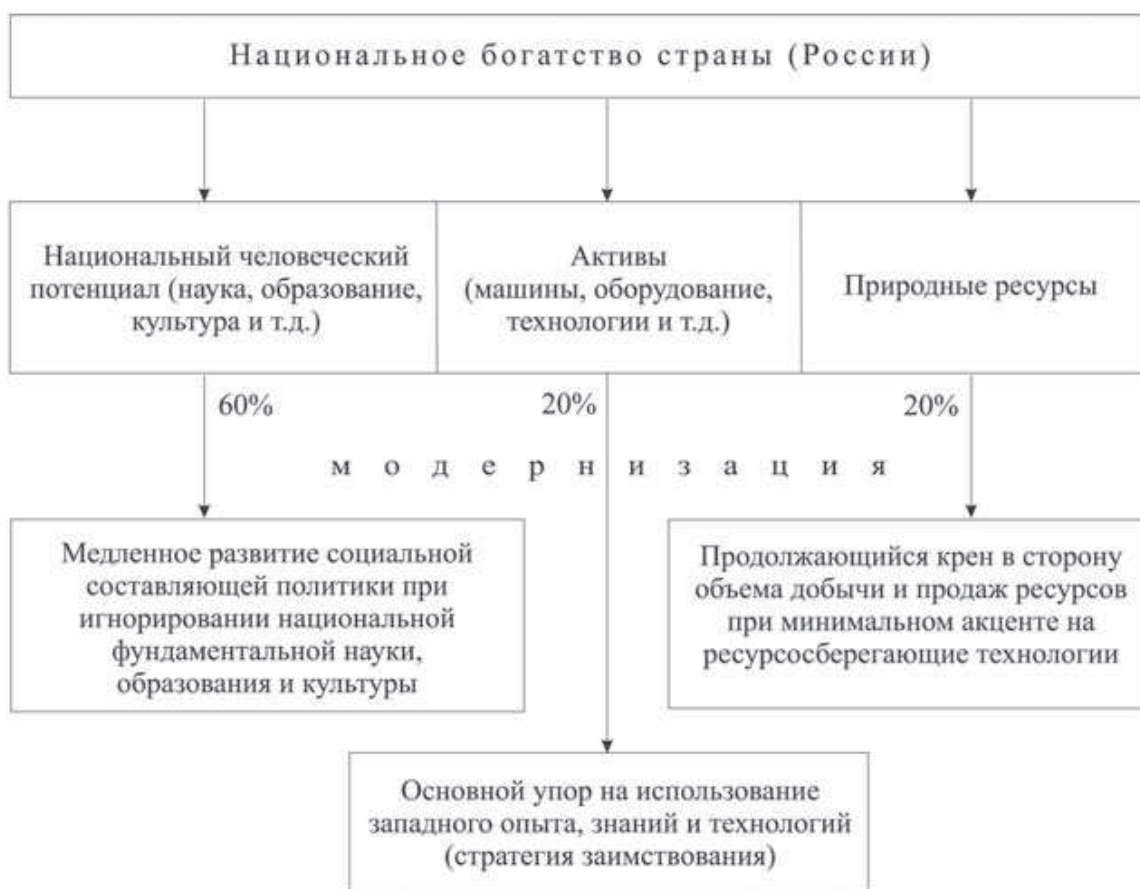 Национальное богатство страны (России)
Национальный человеческий
потенциал (наука, образование,
культура и т.д.)
Активы
(машины, оборудование,
технологии и т.д.)
Природные ресурсы
60%
20%
20%
модернизация
Медленное развитие социальной
составляющей политики при
игнорировании национальной
фундаментальной науки,
образования и культуры
Продолжающийся крен в сторону
объема добычи и продаж ресурсов
при минимальном акценте на
ресурсосберегающие технологии
Основной упор на использование
западного опыта, знаний и технологий
(стратегия заимствования)